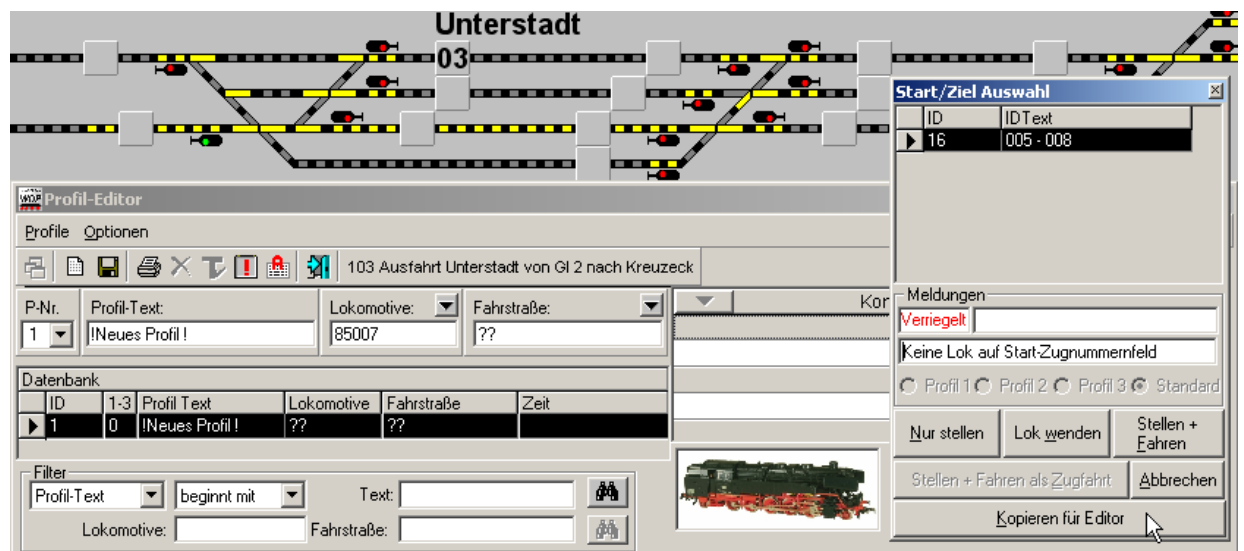 Unterstadt
03
Start/Ziel Auswahl
ID IDText
16 005 - 008
WDP Profil-Editor
Profile Optionen
103 Ausfahrt Unterstadt von Gl 2 nach Kreuzeck
P-Nr. Profil-Text: Lokomotive: Fahrstraße: Kor
1 !Neues Profil ! 85007 ??
Datenbank
ID 1-3 Profil Text Lokomotive Fahrstraße Zeit
1 0 !Neues Profil ! ?? ??
Filter
Profil-Text beginnt mit Text:
Lokomotive: Fahrstraße:
Meldungen
Verriegelt
Keine Lok auf Start-Zugnummernfeld
Profil 1 Profil 2 Profil 3 Standard
Nur stellen Lok wenden Stellen +
Fahren
Stellen + Fahren als Zugfahrt Abbrechen
Kopieren für Editor